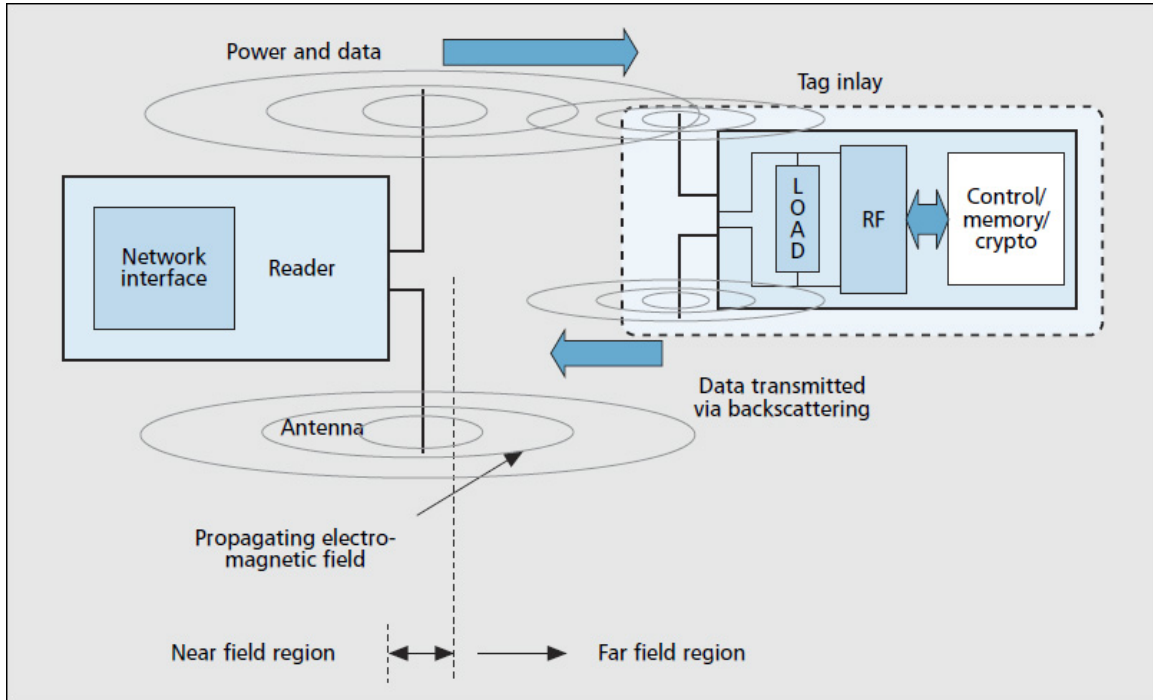 Power and data
Tag inlay
Network
interface
Reader
L
O
A
D
RF
Control/
memory/
crypto
Data transmitted
via backscattering
Antenna
Propagating electro-
magnetic field
Near field region
Far field region